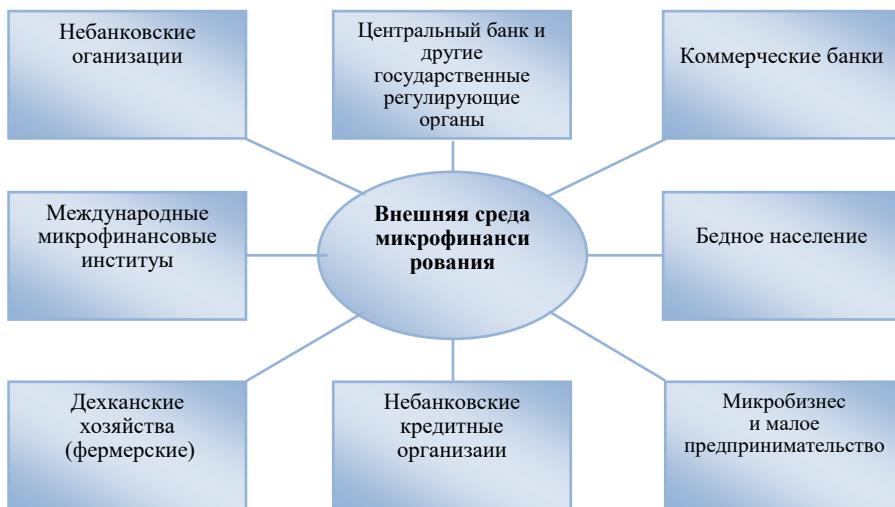 Небанковские
оганизации
Центральный банк и
другие
государственные
регулирующие
органы
Коммерческие банки
Международные
микрофинансовые
институы
Внешняя среда
микрофинанси
рования
Бедное население
Дехканские
хозяйства
(фермерские)
Небанковские
кредитные
организаии
Микробизнес
и малое
предпринимательство